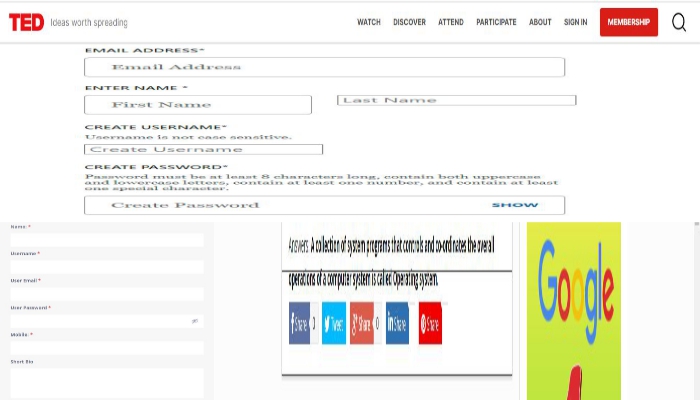 TED Ideas worth spreading WATCH DISCOVER ATTEND PARTICIPATE ABOUT SIGN IN MEMBERSHIP
EMAIL ADDRESS*
Email Address
ENTER NAME *
First Name Last Name
CREATE USERNAME*
Username is not case sensitive.
Create Username
CREATE PASSWORD*
Password must be at least 8 characters long, contain both uppercase
and lowercase letters, contain at least one number, and contain at least
one special character.
Create Password SHOW
Name: *
Username *
User Email *
User Password *
Mobile: *
Short Bio
Answers: A collection of system programs that controls and co-ordinates the overall
operations of a computer system is called Operating system.
f Share 0 Tweet g+ Share 0 in Share Share
Google